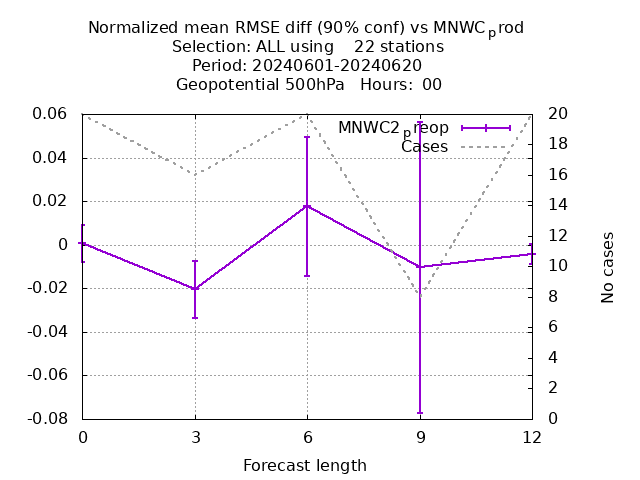 Normalized mean RMSE diff (90% conf) vs MNWCprod
Selection: ALL using    22 stations
Period: 20240601-20240620
Geopotential 500hPa   Hours:  00
0.06
0.04
0.02
0
-0.02
-0.04
-0.06
-0.08
MNWC2preop
Cases
20
18
16
14
12
10
8
6
4
2
0
No cases
0 3 6 9 12
Forecast length